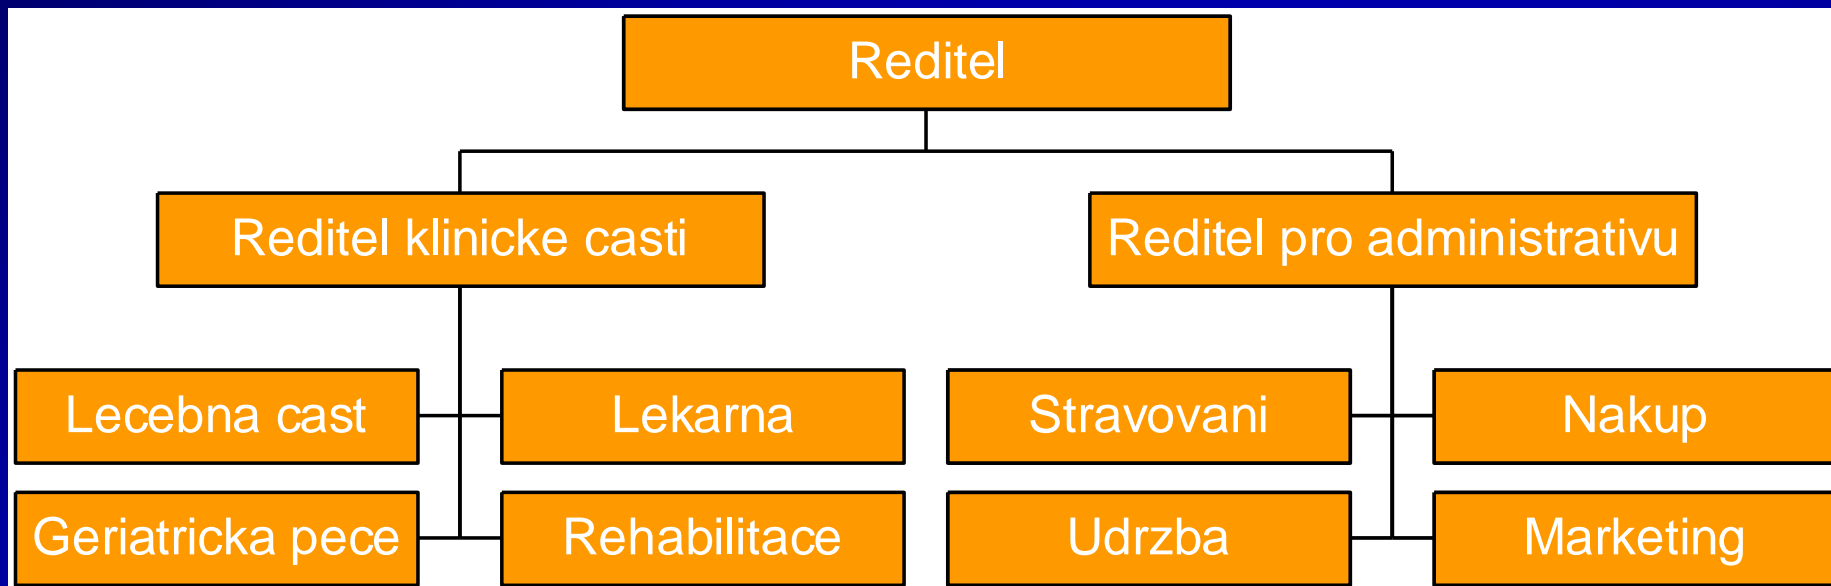 Reditel
Reditel klinicke casti
Reditel pro administrativu
Lecebna cast
Lekarna
Stravovani
Nakup
Geriatricka pece
Rehabilitace
Udrzba
Marketing